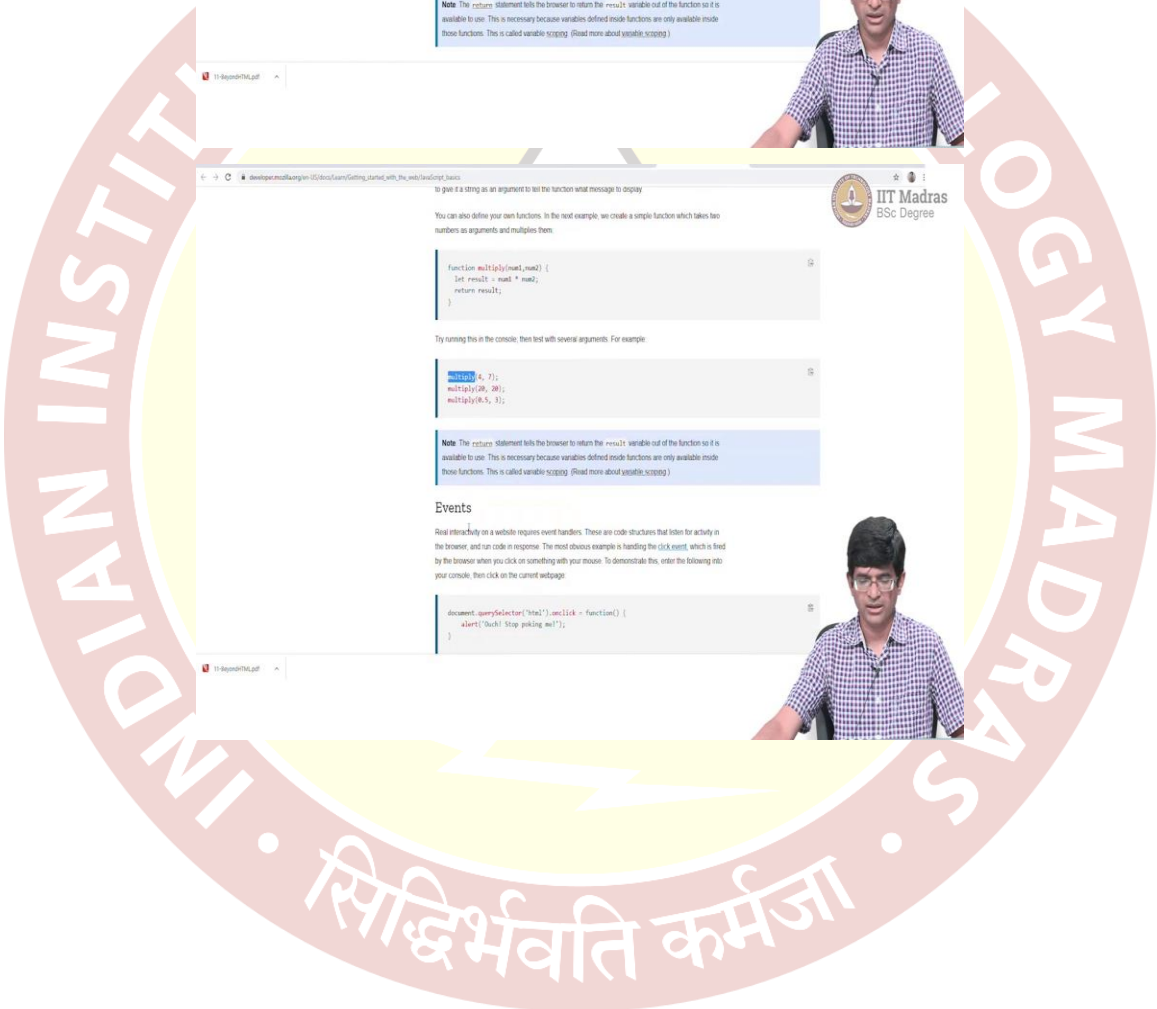 Note: The return statement tells the browser to return the result variable out of the function so it is
available to use. This is necessary because variables defined inside functions are only available inside
those functions. This is called variable scoping. (Read more about variable scoping.)
11-BeyondHTML.pdf
developer.mozilla.org/en-US/docs/Learn/Getting_started_with_the_web/JavaScript_basics
IIT Madras
BSc Degree
to give it a string as an argument to tell the function what message to display.
You can also define your own functions. In the next example, we create a simple function which takes two
numbers as arguments and multiplies them:
function multiply(num1,num2) {
let result = num1 * num2;
return result;
}
Try running this in the console, then test with several arguments. For example:
multiply(4, 7);
multiply(20, 20);
multiply(0.5, 3);
Note: The return statement tells the browser to return the result variable out of the function so it is
available to use. This is necessary because variables defined inside functions are only available inside
those functions. This is called variable scoping. (Read more about variable scoping.)
Events
Real interactivity on a website requires event handlers. These are code structures that listen for activity in
the browser, and run code in response. The most obvious example is handling the click event, which is fired
by the browser when you click on something with your mouse. To demonstrate this, enter the following into
your console, then click on the current webpage:
document.querySelector('html').onclick = function() {
alert('Ouch! Stop poking me!');
}
11-BeyondHTML.pdf
INDIAN INSTIT
LOGY MADRAS
सिद्धिर्भवति कर्मजा